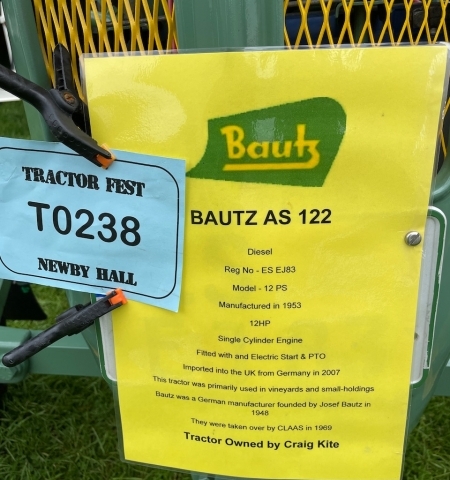 TRACTOR FEST
T0238
NEWBY HALL
Bautz
BAUTZ AS 122
Diesel
Reg No - ES EJ83
Model - 12 PS
Manufactured in 1953
12HP
Single Cylinder Engine
Fitted with and Electric Start & PTO
Imported into the UK from Germany in 2007
This tractor was primarily used in vineyards and small-holdings
Bautz was a German manufacturer founded by Josef Bautz in
1948
They were taken over by CLAAS in 1969
Tractor Owned by Craig Kite